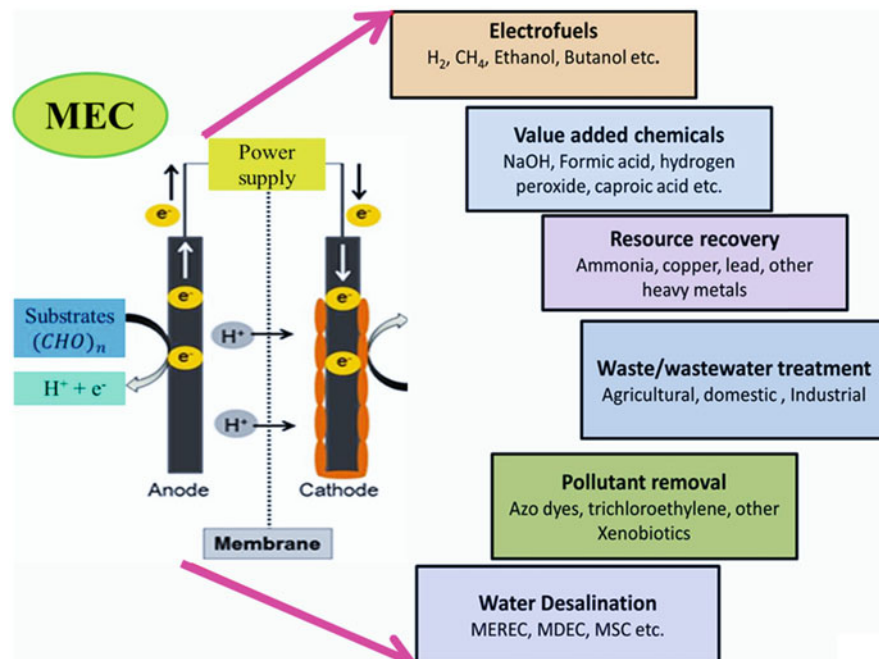 MEC
Power
supply
e⁻
e⁻
e⁻
e⁻
Substrates
(CHO)ₙ
H⁺
e⁻
e⁻
H⁺ + e⁻
H⁺
Anode
Cathode
Membrane
Electrofuels
H₂, CH₄, Ethanol, Butanol etc.
Value added chemicals
NaOH, Formic acid, hydrogen
peroxide, caproic acid etc.
Resource recovery
Ammonia, copper, lead, other
heavy metals
Waste/wastewater treatment
Agricultural, domestic , Industrial
Pollutant removal
Azo dyes, trichloroethylene, other
Xenobiotics
Water Desalination
MEREC, MDEC, MSC etc.